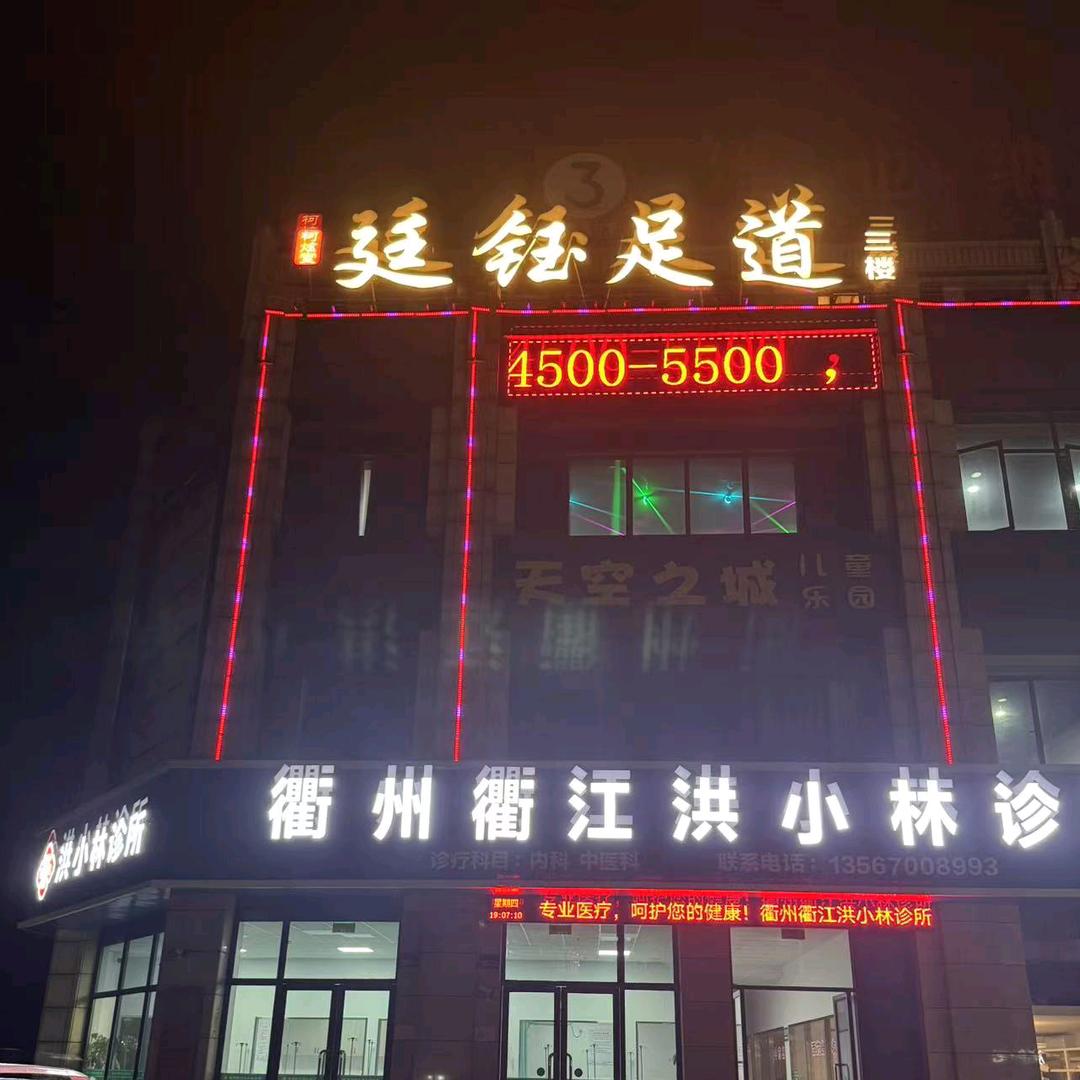 3
廷钰足道 三楼
4500-5500 ，
天空之城 儿童乐园
衢州衢江洪小林诊
洪小林诊所
诊疗科目：内科 中医科 联系电话：13567008993
星期四
19:07:10
专业医疗，呵护您的健康！衢州衢江洪小林诊所